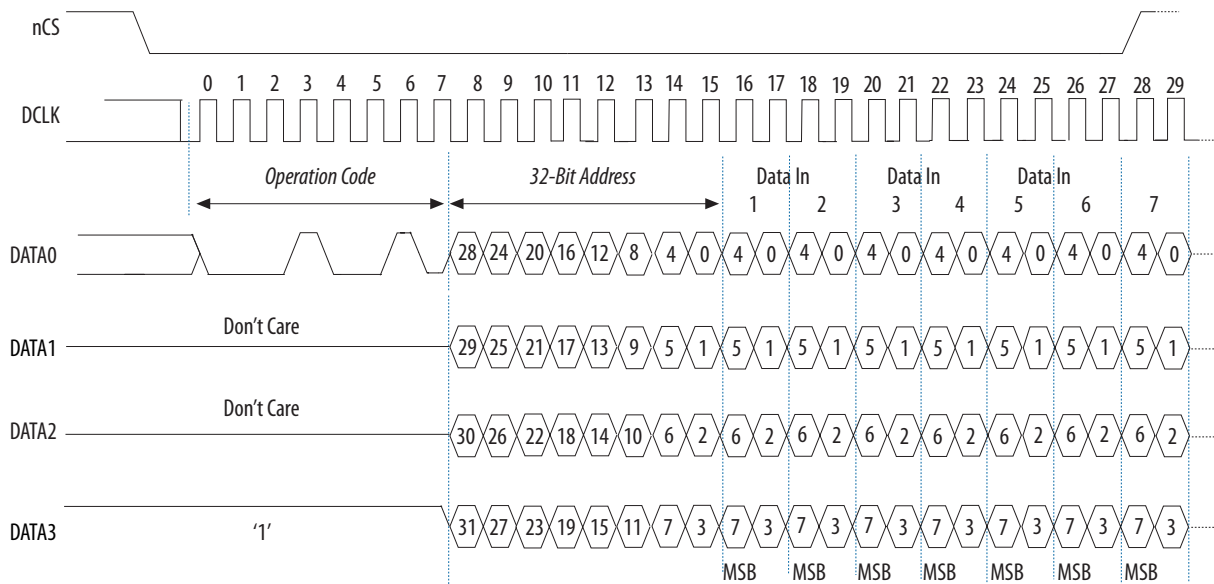 nCS
0 1 2 3 4 5 6 7 8 9 10 11 12 13 14 15 16 17 18 19 20 21 22 23 24 25 26 27 28 29
DCLK
Operation Code 32-Bit Address Data In Data In Data In
1 2 3 4 5 6 7
DATA0 28 24 20 16 12 8 4 0 4 0 4 0 4 0 4 0 4 0 4 0 4 0
Don't Care
DATA1 29 25 21 17 13 9 5 1 5 1 5 1 5 1 5 1 5 1 5 1 5 1
Don't Care
DATA2 30 26 22 18 14 10 6 2 6 2 6 2 6 2 6 2 6 2 6 2 6 2
DATA3 '1' 31 27 23 19 15 11 7 3 7 3 7 3 7 3 7 3 7 3 7 3 7 3
MSB MSB MSB MSB MSB MSB MSB